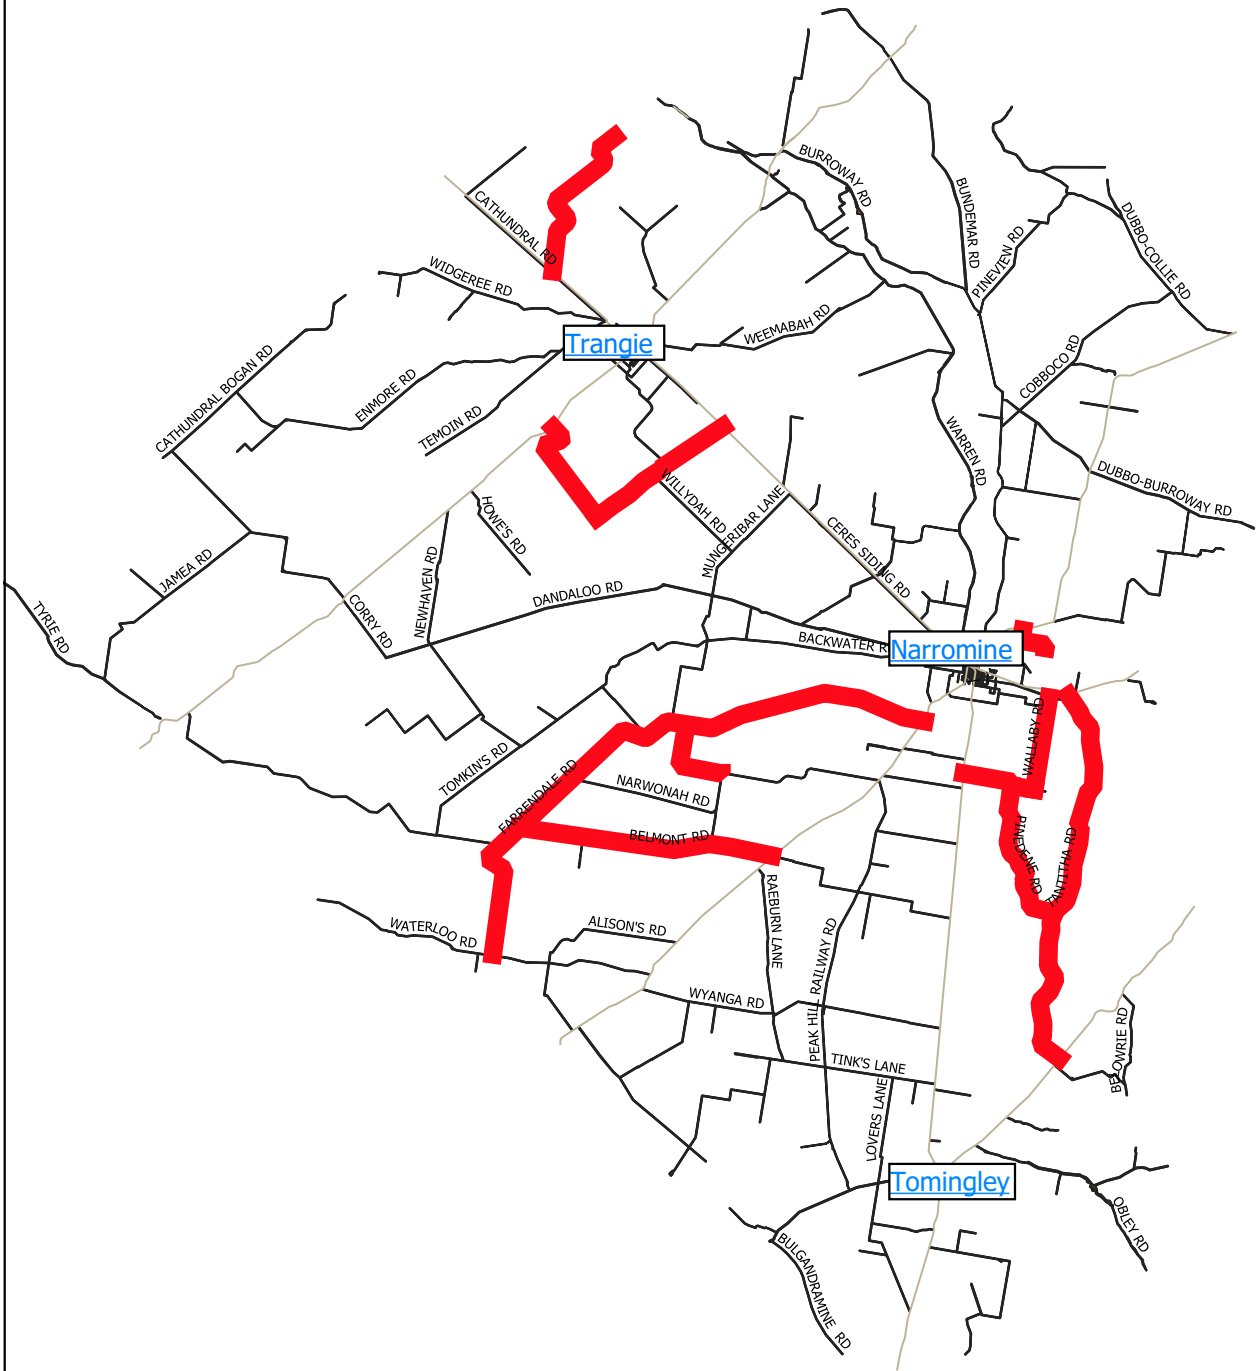 BURROWAY RD
BUNDEMAR RD
CATHUNDRAL RD
DUBBO-COLLIE RD
PINEVIEW RD
WIDGEREE RD
WEEMABAH RD
Trangie
CATHUNDRAL BOGAN RD
COBBOCO RD
ENMORE RD
TEMOIN RD
WARREN RD
DUBBO-BURROWAY RD
WILLYDAH RD
HOWE'S RD
MUNGERIBAR LANE
CERES SIDING RD
JAMEA RD
NEWHAVEN RD
DANDALOO RD
TYRIE RD
CORRY RD
BACKWATER R
Narromine
WALLABY RD
TOMKIN'S RD
FARRENDALE RD
NARWONAH RD
BELMONT RD
PINEDENE RD
TANTITHA RD
RAEBURN LANE
WATERLOO RD
ALISON'S RD
PEAK HILL RAILWAY RD
WYANGA RD
BELOWRIE RD
TINK'S LANE
LOVERS LANE
Tomingley
OBLEY RD
BULGANDRAMINE RD